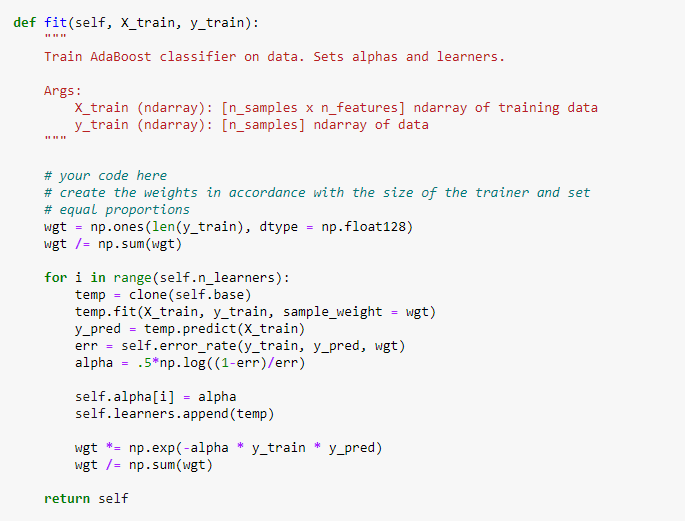 def fit(self, X_train, y_train):
    """
    Train AdaBoost classifier on data. Sets alphas and learners.

    Args:
        X_train (ndarray): [n_samples x n_features] ndarray of training data
        y_train (ndarray): [n_samples] ndarray of data
    """

    # your code here
    # create the weights in accordance with the size of the trainer and set
    # equal proportions
    wgt = np.ones(len(y_train), dtype = np.float128)
    wgt /= np.sum(wgt)

    for i in range(self.n_learners):
        temp = clone(self.base)
        temp.fit(X_train, y_train, sample_weight = wgt)
        y_pred = temp.predict(X_train)
        err = self.error_rate(y_train, y_pred, wgt)
        alpha = .5*np.log((1-err)/err)

        self.alpha[i] = alpha
        self.learners.append(temp)

        wgt *= np.exp(-alpha * y_train * y_pred)
        wgt /= np.sum(wgt)

    return self